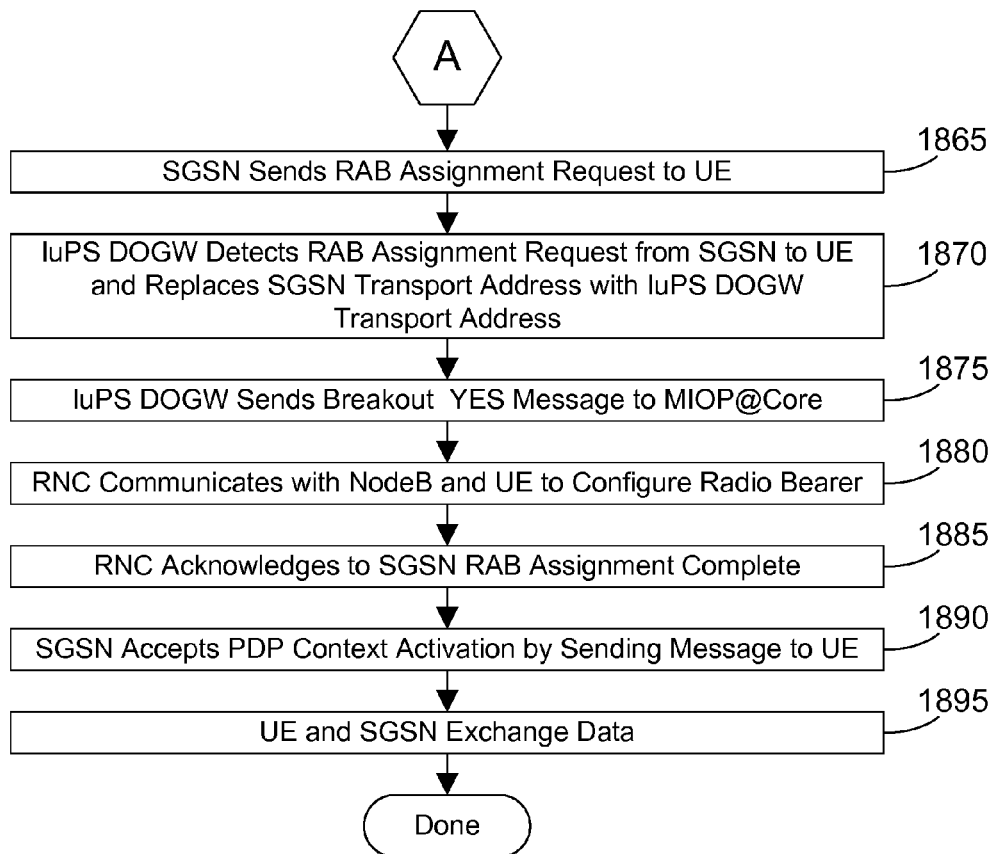 A
1865
SGSN Sends RAB Assignment Request to UE
IuPS DOGW Detects RAB Assignment Request from SGSN to UE
and Replaces SGSN Transport Address with IuPS DOGW
Transport Address
1870
1875
IuPS DOGW Sends Breakout YES Message to MIOP@Core
1880
RNC Communicates with NodeB and UE to Configure Radio Bearer
1885
RNC Acknowledges to SGSN RAB Assignment Complete
1890
SGSN Accepts PDP Context Activation by Sending Message to UE
1895
UE and SGSN Exchange Data
Done